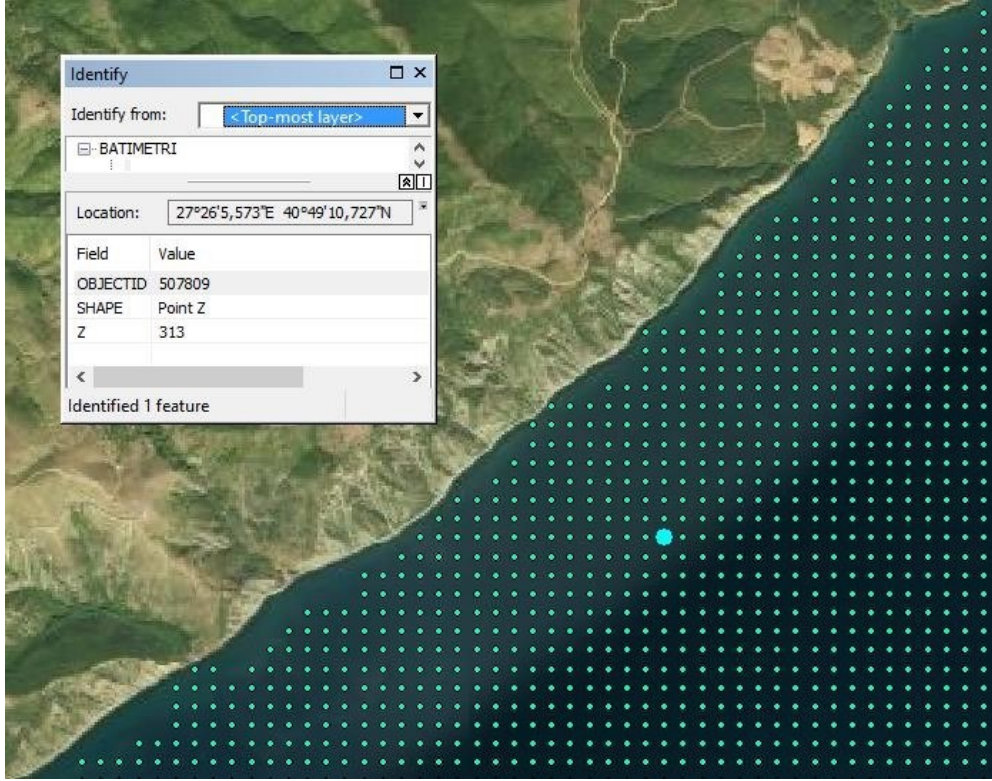 Identify
Identify from: <Top-most layer>
BATIMETRI
Location: 27°26'5,573"E 40°49'10,727"N
Field Value
OBJECTID 507809
SHAPE Point Z
Z 313
Identified 1 feature